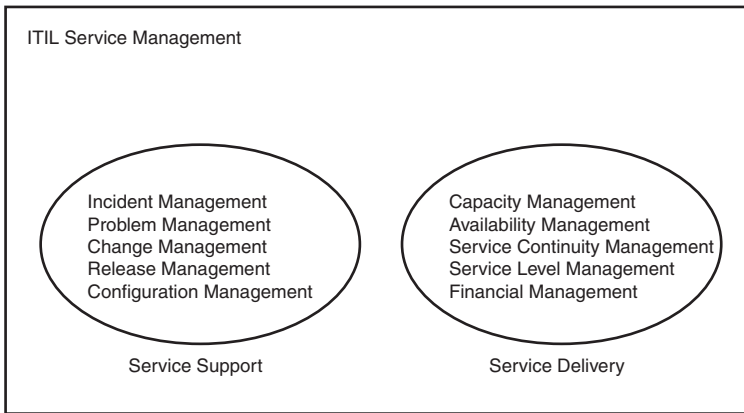 ITIL Service Management
Incident Management
Problem Management
Change Management
Release Management
Configuration Management
Service Support
Capacity Management
Availability Management
Service Continuity Management
Service Level Management
Financial Management
Service Delivery